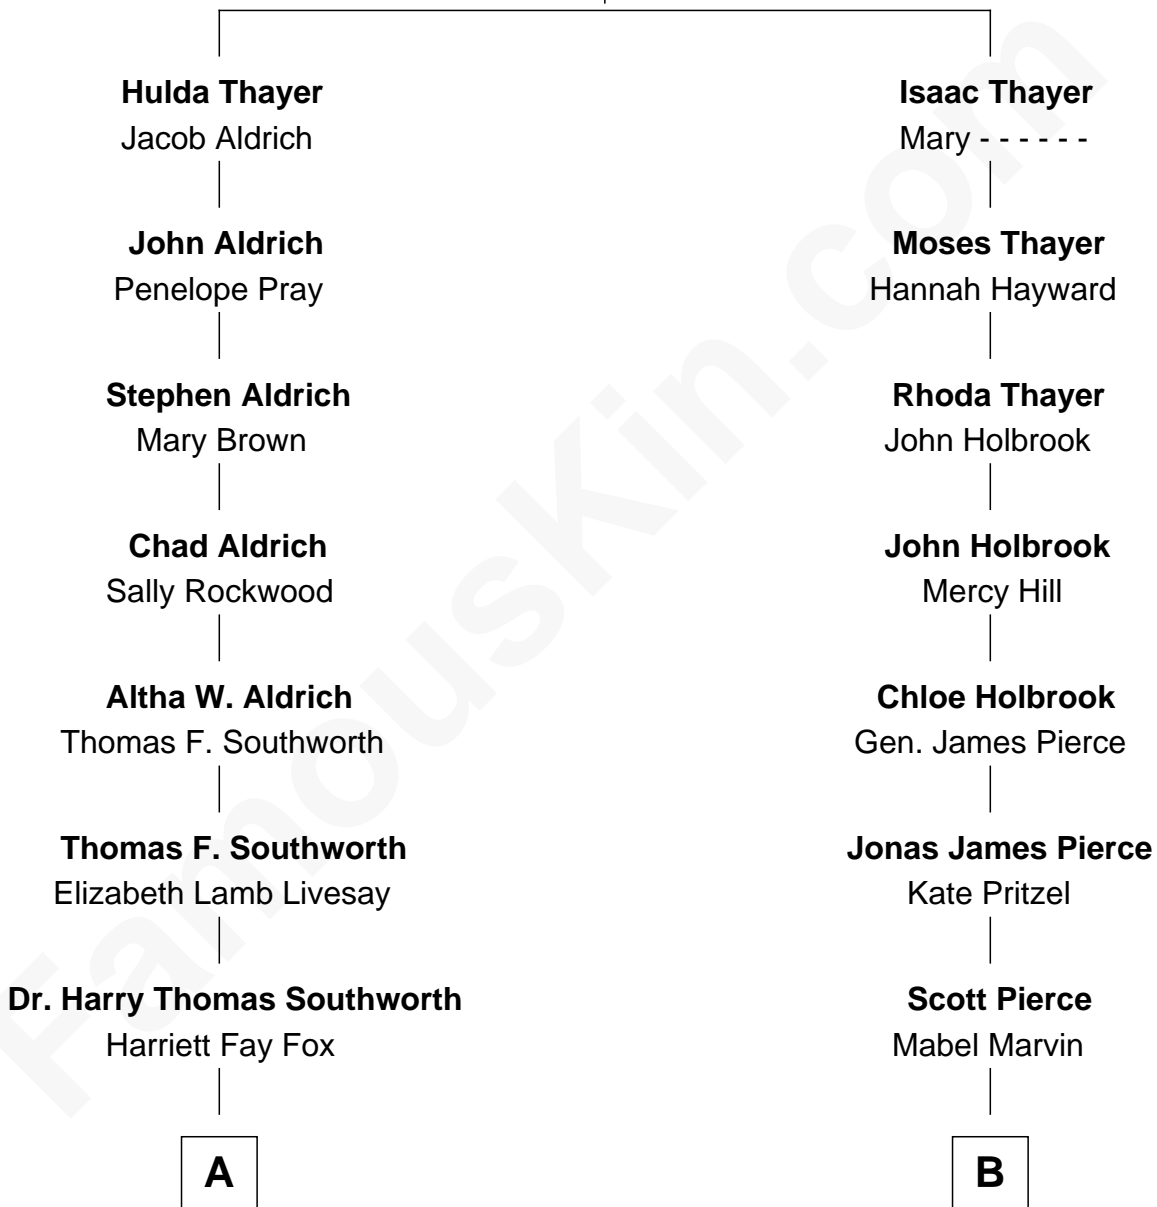 Hulda Thayer
Jacob Aldrich
John Aldrich
Penelope Pray
Stephen Aldrich
Mary Brown
Chad Aldrich
Sally Rockwood
Altha W. Aldrich
Thomas F. Southworth
Thomas F. Southworth
Elizabeth Lamb Livesay
Dr. Harry Thomas Southworth
Harriett Fay Fox
A
Isaac Thayer
Mary - - - - - -
Moses Thayer
Hannah Hayward
Rhoda Thayer
John Holbrook
John Holbrook
Mercy Hill
Chloe Holbrook
Gen. James Pierce
Jonas James Pierce
Kate Pritzel
Scott Pierce
Mabel Marvin
B
FamousKin.com